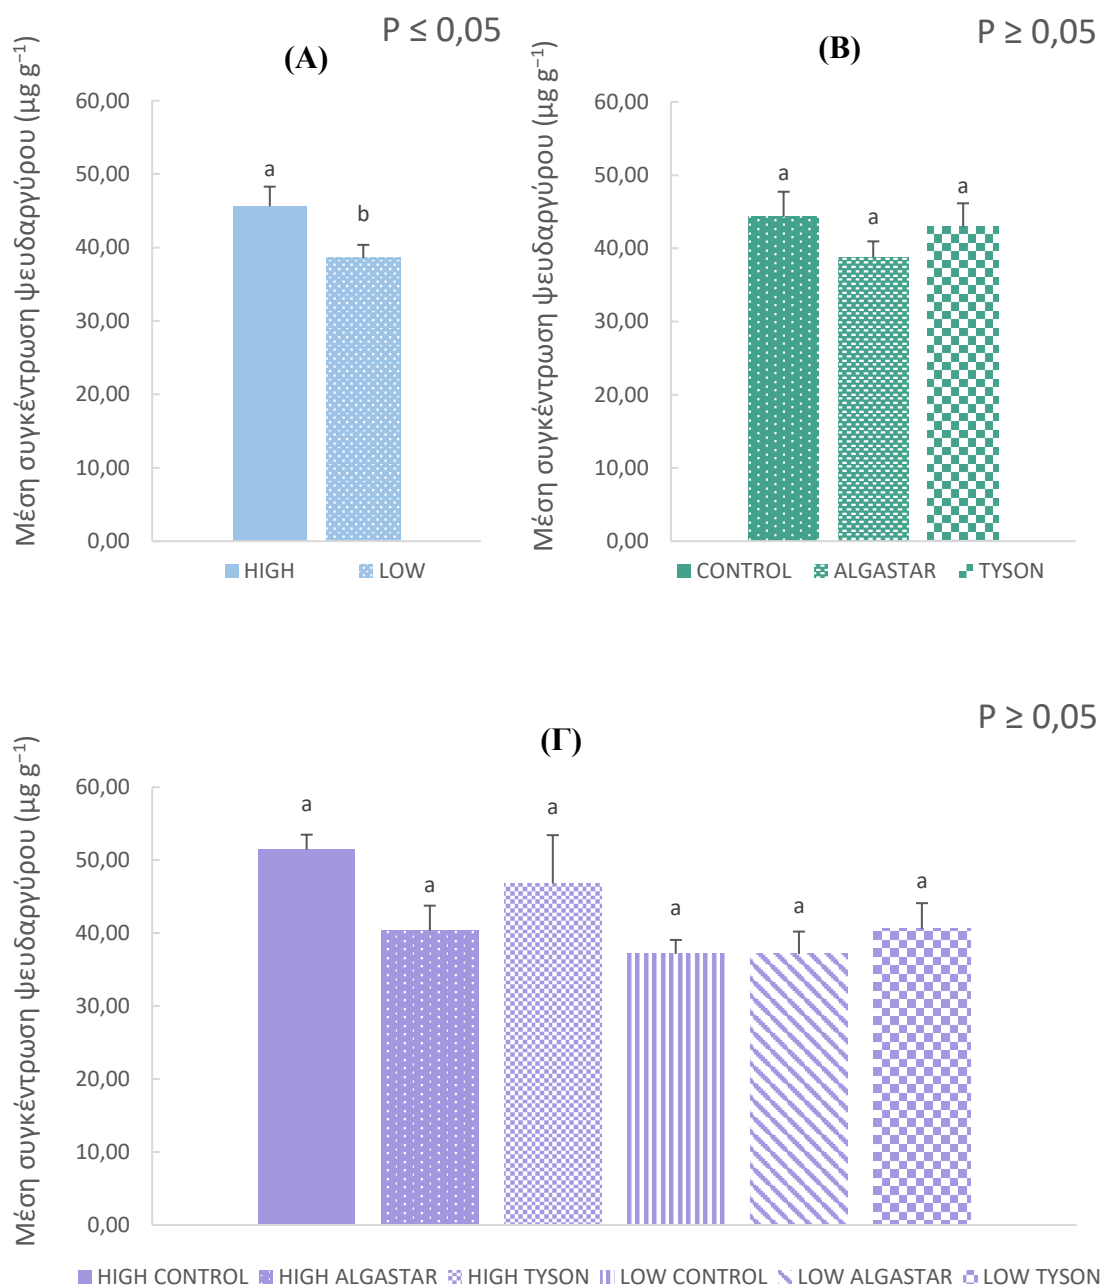 P ≤ 0,05
(A)
Μέση συγκέντρωση ψευδαργύρου (μg g⁻¹)
60,00
50,00
40,00
30,00
20,00
10,00
0,00
a
b
HIGH LOW
P ≥ 0,05
(B)
Μέση συγκέντρωση ψευδαργύρου (μg g⁻¹)
60,00
50,00
40,00
30,00
20,00
10,00
0,00
a
a
a
CONTROL ALGASTAR TYSON
P ≥ 0,05
(Γ)
Μέση συγκέντρωση ψευδαργύρου (μg g⁻¹)
60,00
50,00
40,00
30,00
20,00
10,00
0,00
a
a
a
a
a
a
HIGH CONTROL HIGH ALGASTAR HIGH TYSON LOW CONTROL LOW ALGASTAR LOW TYSON